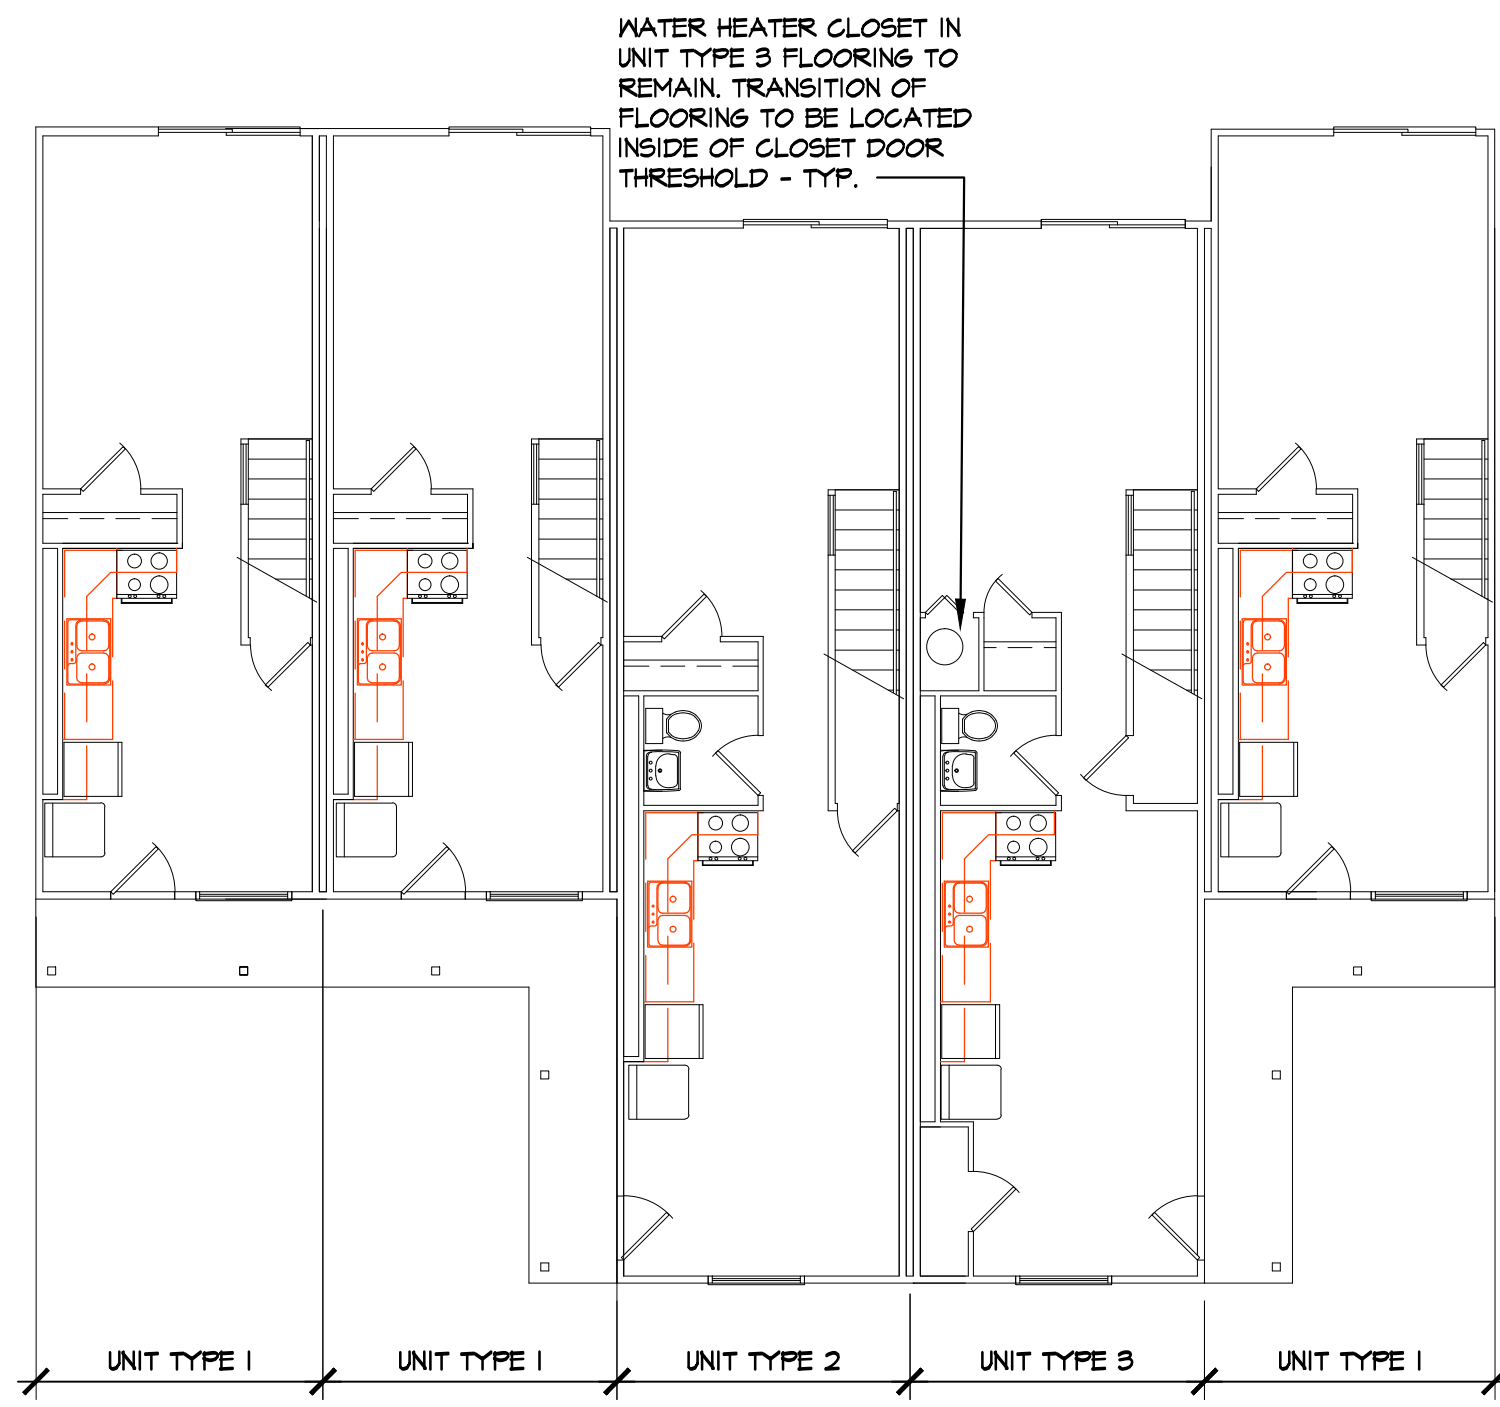 WATER HEATER CLOSET IN
UNIT TYPE 3 FLOORING TO
REMAIN. TRANSITION OF
FLOORING TO BE LOCATED
INSIDE OF CLOSET DOOR
THRESHOLD - TYP.
UNIT TYPE 1
UNIT TYPE 1
UNIT TYPE 2
UNIT TYPE 3
UNIT TYPE 1